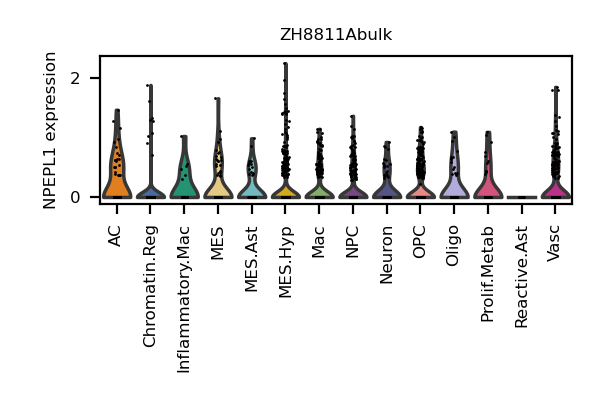 ZH8811Abulk
NPEPL1 expression
2
0
AC
Chromatin.Reg
Inflammatory.Mac
MES
MES.Ast
MES.Hyp
Mac
NPC
Neuron
OPC
Oligo
Prolif.Metab
Reactive.Ast
Vasc